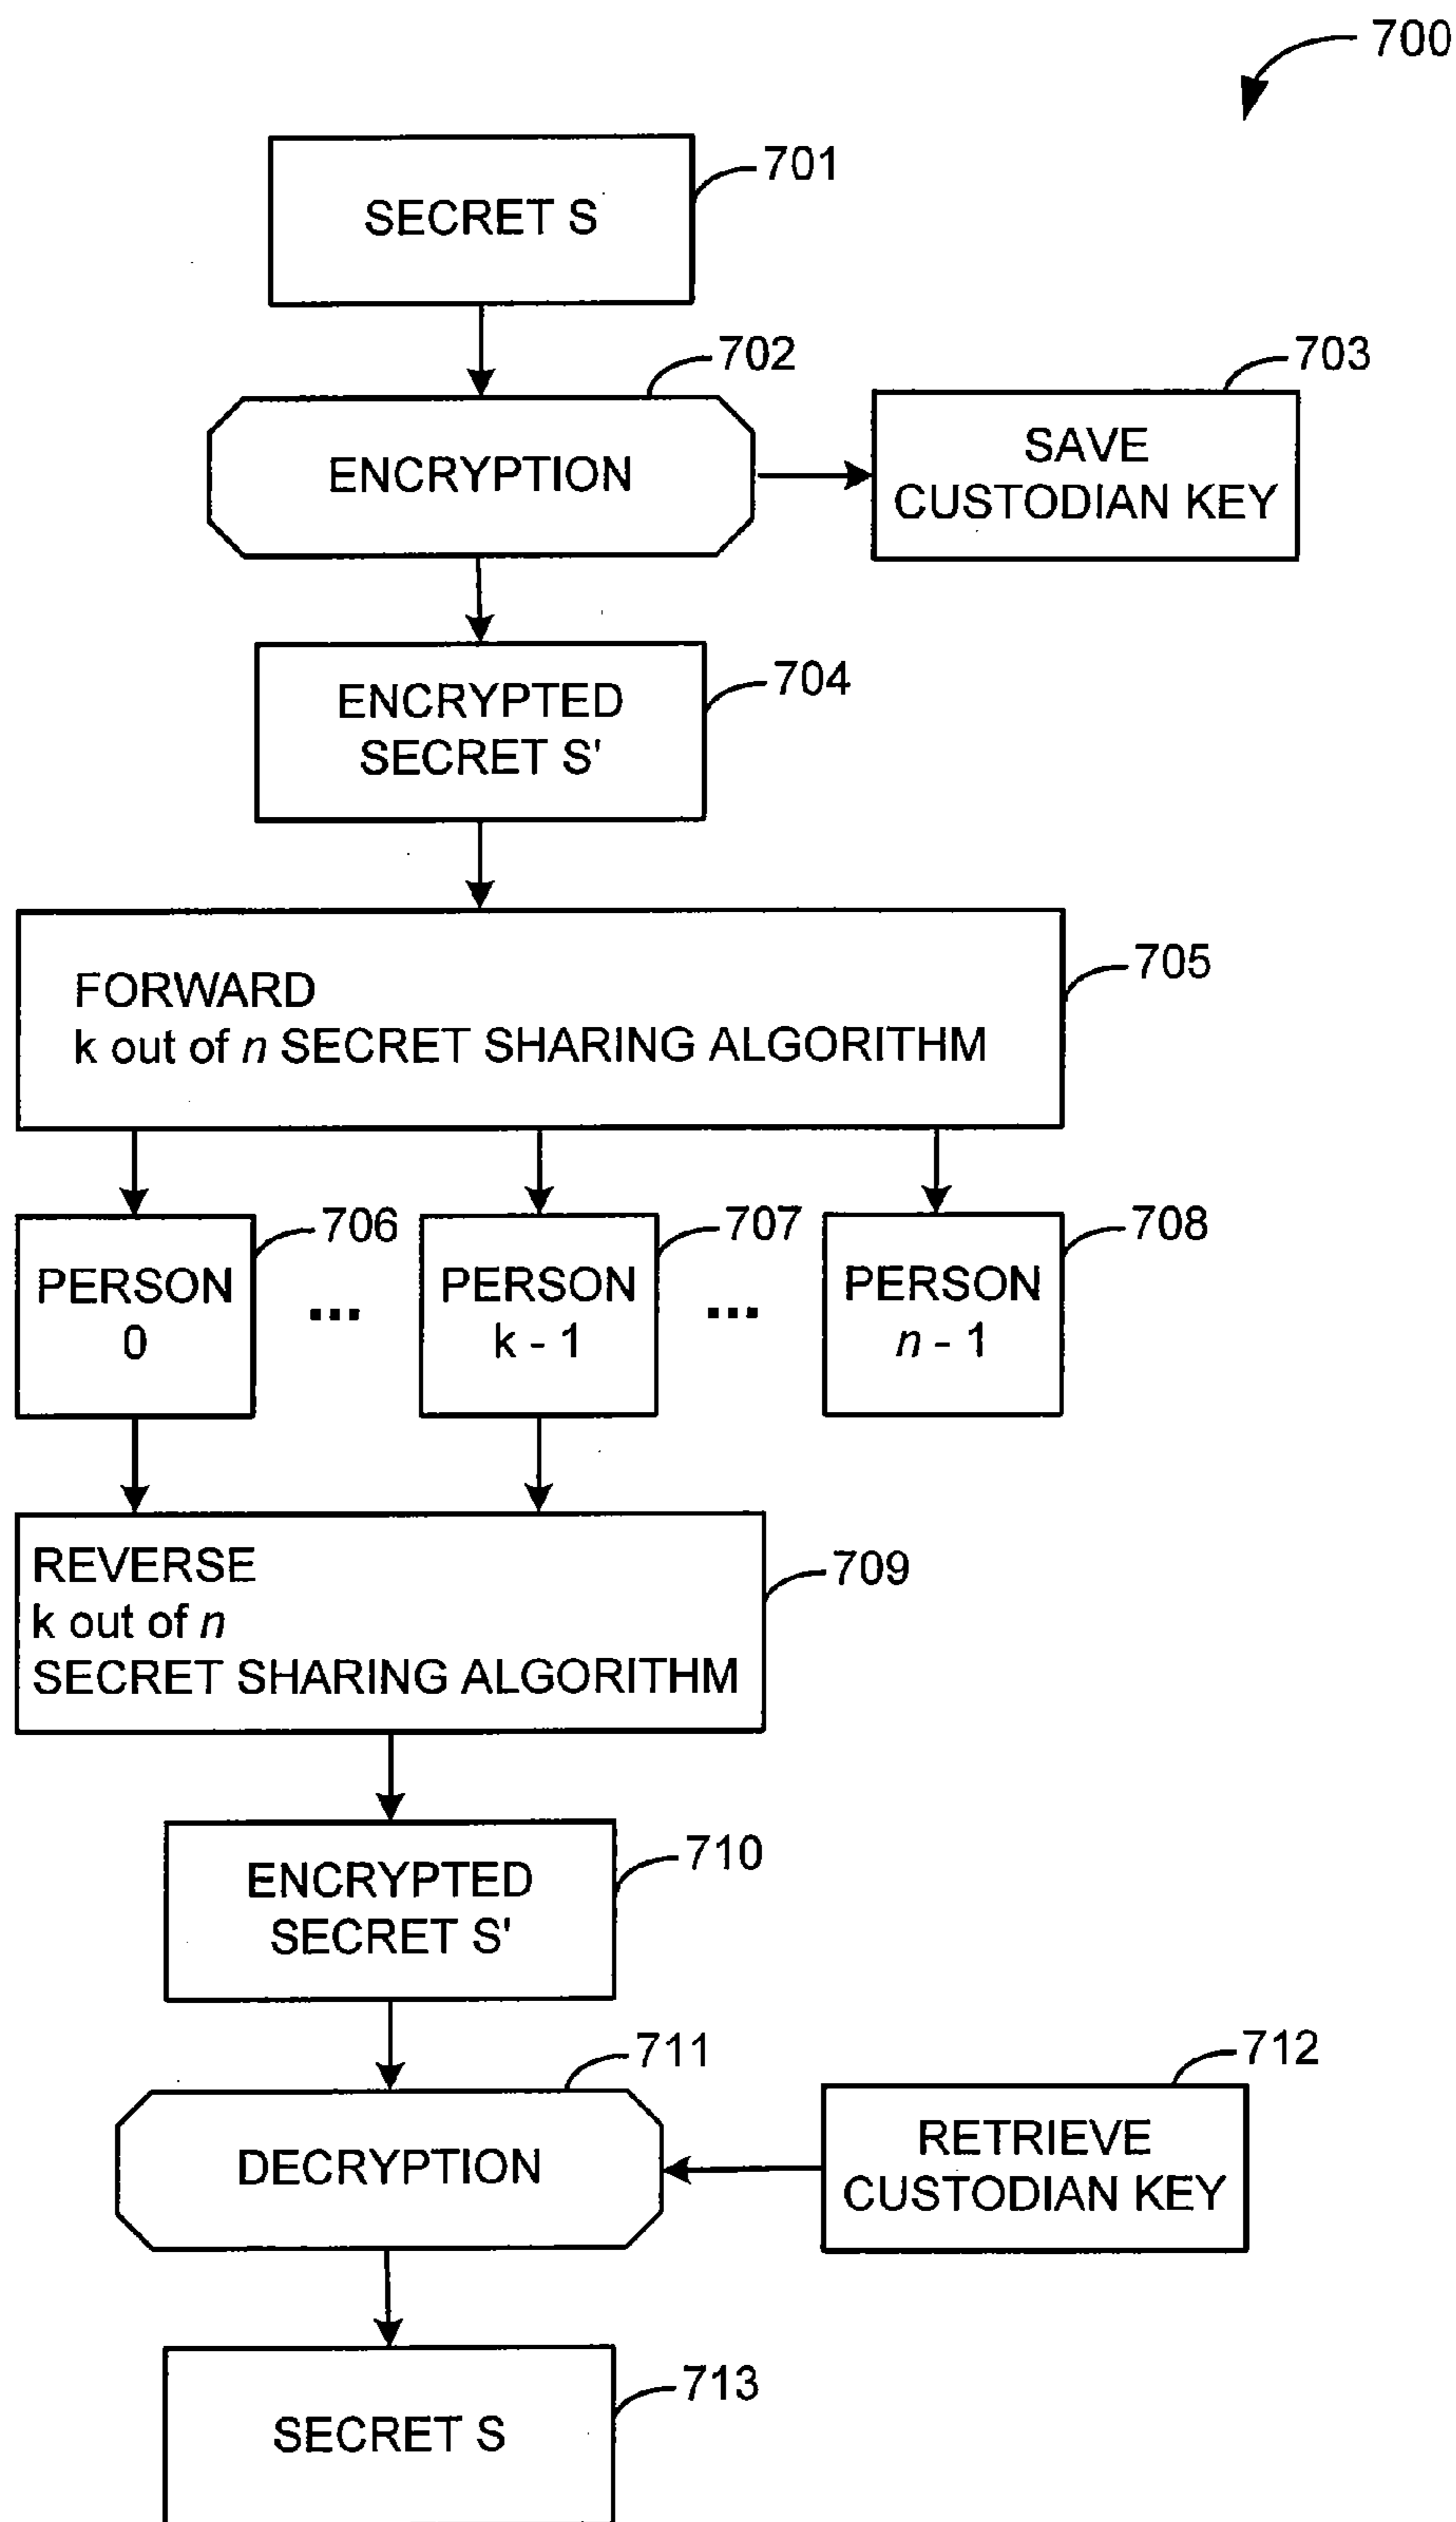 700
701
SECRET S
702
703
ENCRYPTION
SAVE
CUSTODIAN KEY
704
ENCRYPTED
SECRET S'
705
FORWARD
k out of n SECRET SHARING ALGORITHM
706
707
708
PERSON
0
...
PERSON
k - 1
...
PERSON
n - 1
709
REVERSE
k out of n
SECRET SHARING ALGORITHM
710
ENCRYPTED
SECRET S'
711
712
DECRYPTION
RETRIEVE
CUSTODIAN KEY
713
SECRET S